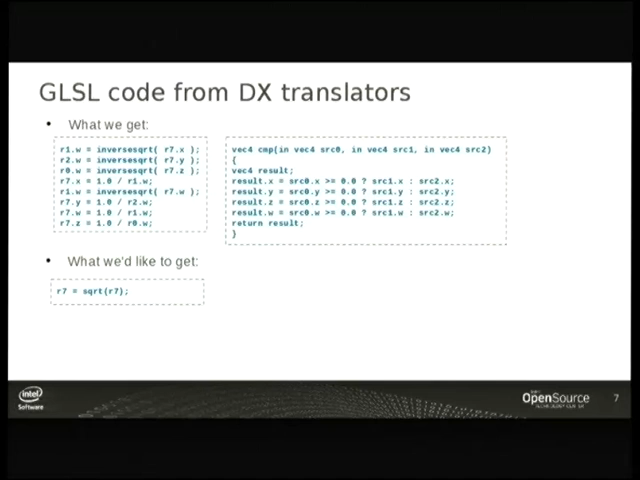 GLSL code from DX translators
• What we get:
r1.w = inversesqrt( r7.x );
r2.w = inversesqrt( r7.y );
r0.w = inversesqrt( r7.z );
r7.x = 1.0 / r1.w;
r1.w = inversesqrt( r7.w );
r7.y = 1.0 / r2.w;
r7.w = 1.0 / r1.w;
r7.z = 1.0 / r0.w;
vec4 cmp(in vec4 src0, in vec4 src1, in vec4 src2)
{
vec4 result;
result.x = src0.x >= 0.0 ? src1.x : src2.x;
result.y = src0.y >= 0.0 ? src1.y : src2.y;
result.z = src0.z >= 0.0 ? src1.z : src2.z;
result.w = src0.w >= 0.0 ? src1.w : src2.w;
return result;
}
• What we'd like to get:
r7 = sqrt(r7);
intel
Software
OpenSource
7